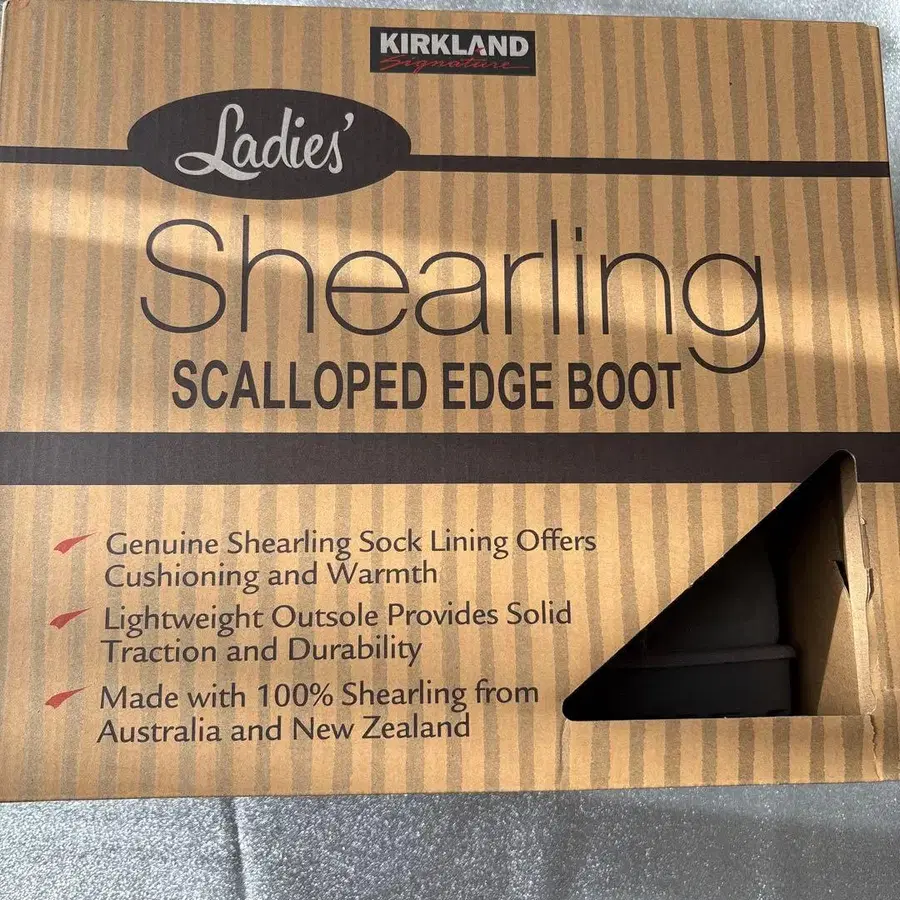 KIRKLAND
Signature
Ladies'
Shearling
SCALLOPED EDGE BOOT
Genuine Shearling Sock Lining Offers
Cushioning and Warmth
Lightweight Outsole Provides Solid
Traction and Durability
Made with 100% Shearling from
Australia and New Zealand